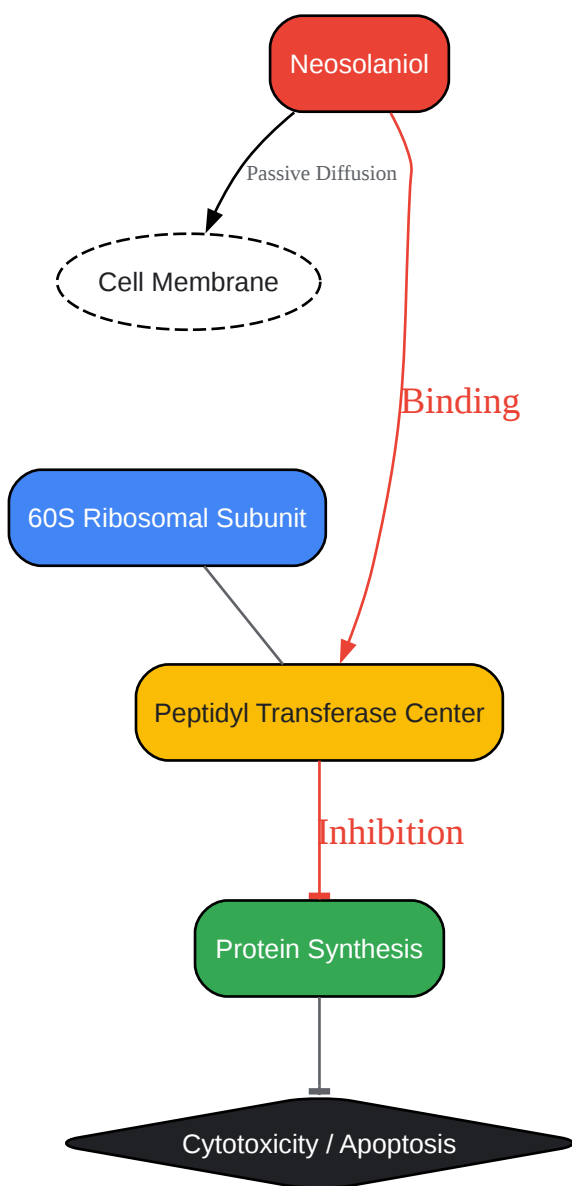 Neosolaniol
Passive Diffusion
Cell Membrane
Binding
60S Ribosomal Subunit
Peptidyl Transferase Center
Inhibition
Protein Synthesis
Cytotoxicity / Apoptosis